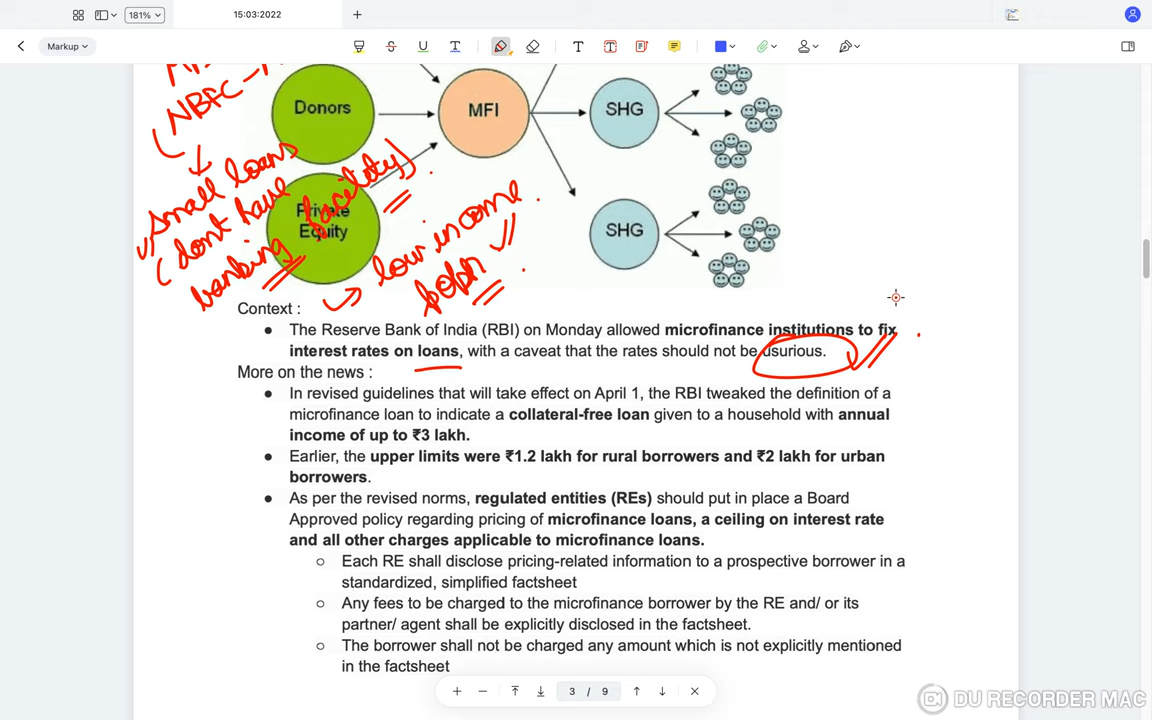 181%
15:03:2022
Markup
NBFC -
Donors
MFI
SHG
small loans
(dont have
banking facility)
Private
Equity
SHG
low income
popn
Context :
● The Reserve Bank of India (RBI) on Monday allowed microfinance institutions to fix
interest rates on loans, with a caveat that the rates should not be usurious.
More on the news :
● In revised guidelines that will take effect on April 1, the RBI tweaked the definition of a
microfinance loan to indicate a collateral-free loan given to a household with annual
income of up to ₹3 lakh.
● Earlier, the upper limits were ₹1.2 lakh for rural borrowers and ₹2 lakh for urban
borrowers.
● As per the revised norms, regulated entities (REs) should put in place a Board
Approved policy regarding pricing of microfinance loans, a ceiling on interest rate
and all other charges applicable to microfinance loans.
○ Each RE shall disclose pricing-related information to a prospective borrower in a
standardized, simplified factsheet
○ Any fees to be charged to the microfinance borrower by the RE and/ or its
partner/ agent shall be explicitly disclosed in the factsheet.
○ The borrower shall not be charged any amount which is not explicitly mentioned
in the factsheet
3 / 9
DU RECORDER MAC